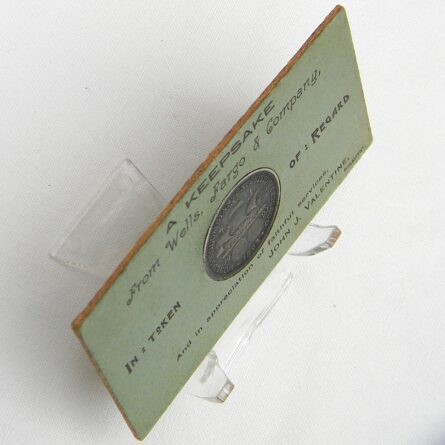 A KEEPSAKE
From Wells, Fargo & Company,
IN : TOKEN OF : REGARD
And in appreciation of faithful services.
JOHN J. VALENTINE,